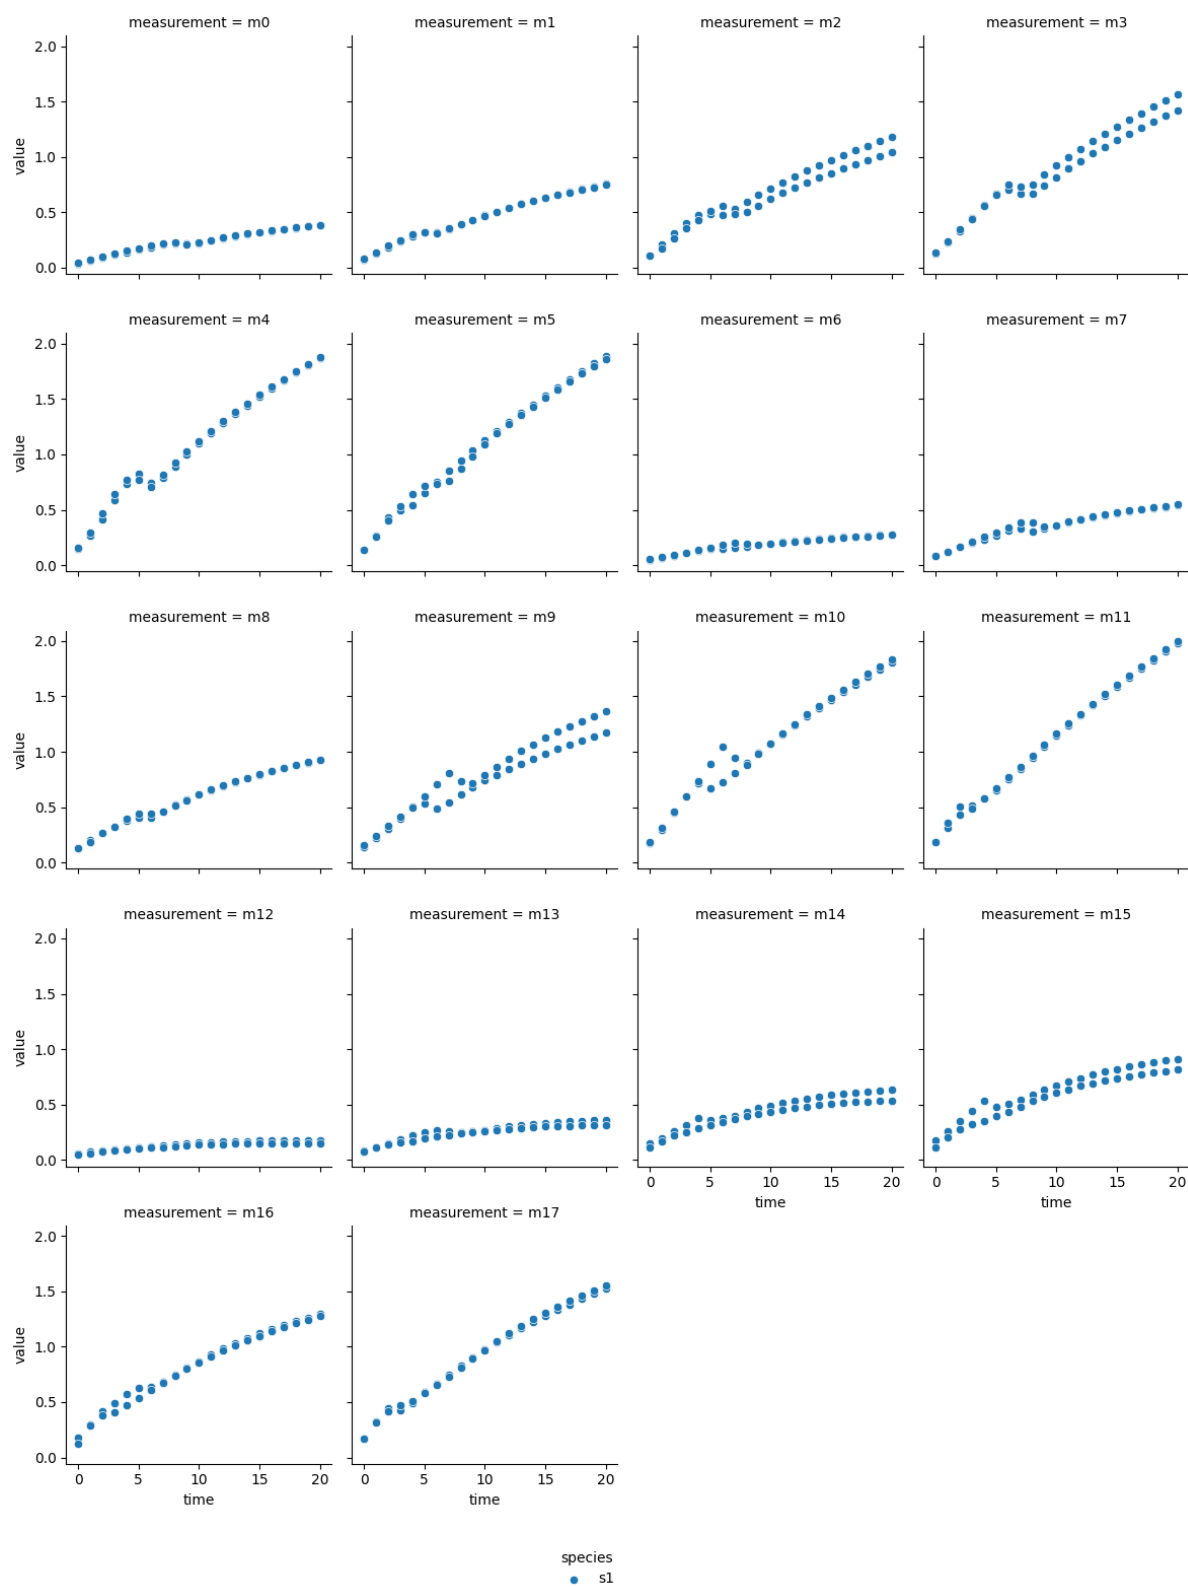 measurement = m0
measurement = m1
measurement = m2
measurement = m3
2.0
1.5
1.0
0.5
0.0
value
measurement = m4
measurement = m5
measurement = m6
measurement = m7
2.0
1.5
1.0
0.5
0.0
value
measurement = m8
measurement = m9
measurement = m10
measurement = m11
2.0
1.5
1.0
0.5
0.0
value
measurement = m12
measurement = m13
measurement = m14
measurement = m15
2.0
1.5
1.0
0.5
0.0
value
0 5 10 15 20
time
0 5 10 15 20
time
measurement = m16
measurement = m17
2.0
1.5
1.0
0.5
0.0
value
0 5 10 15 20
time
0 5 10 15 20
time
species
s1